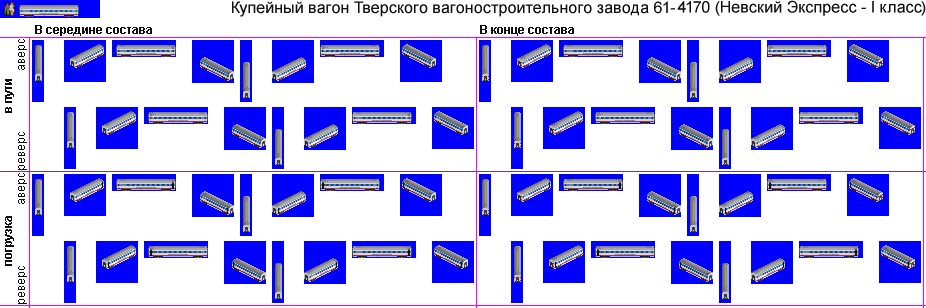 Купейный вагон Тверского вагоностроительного завода 61-4170 (Невский Экспресс - I класс)
В середине состава
В конце состава
в пути
аверс
реверс
погрузка
аверс
реверс